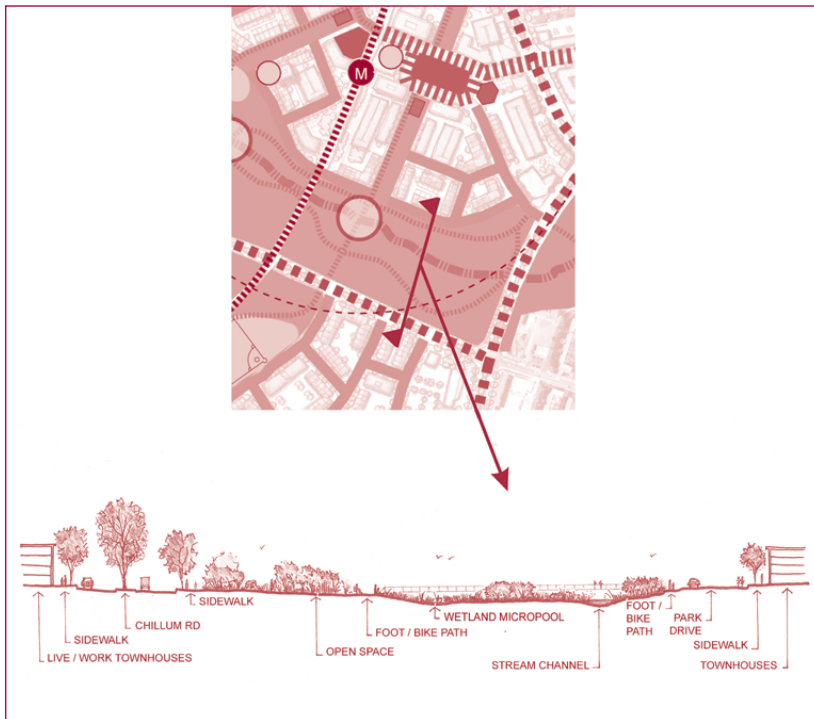 M
SIDEWALK
CHILLUM RD
SIDEWALK
LIVE / WORK TOWNHOUSES
OPEN SPACE
FOOT / BIKE PATH
WETLAND MICROPOOL
STREAM CHANNEL
FOOT /
BIKE
PATH
PARK
DRIVE
SIDEWALK
TOWNHOUSES